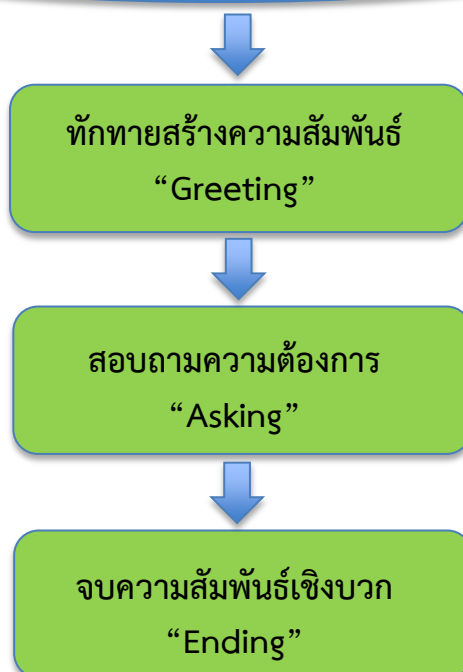 ทักทายสร้างความสัมพันธ์
“Greeting”
สอบถามความต้องการ
“Asking”
จบความสัมพันธ์เชิงบวก
“Ending”